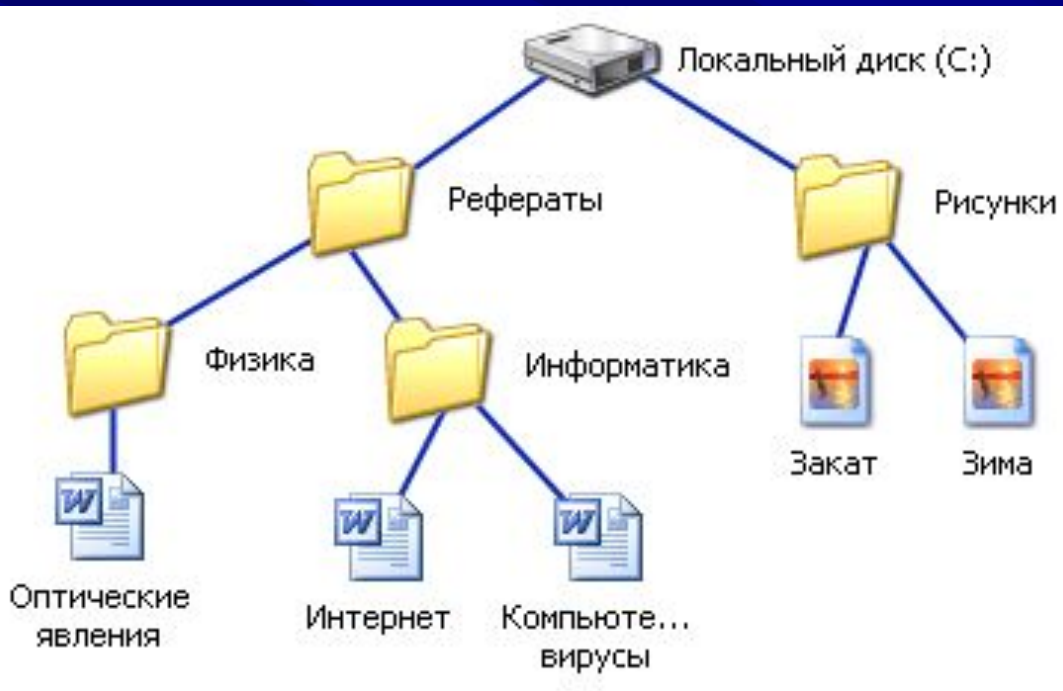 Локальный диск (C:)
Рефераты
Рисунки
Физика
Информатика
Закат
Зима
Оптические
явления
Интернет
Компьюте...
вирусы
W
W
W